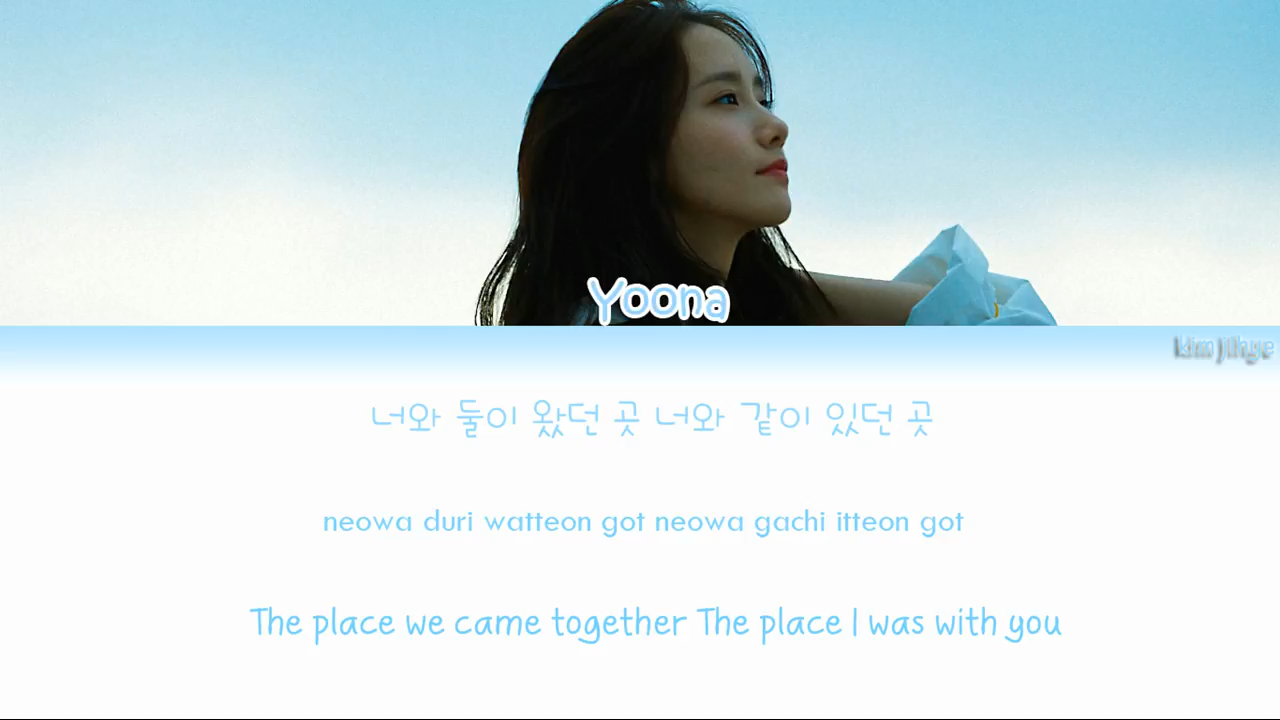 Yoona
kim jihye
너와 둘이 왔던 곳 너와 같이 있던 곳
neowa duri watteon got neowa gachi itteon got
The place we came together The place I was with you